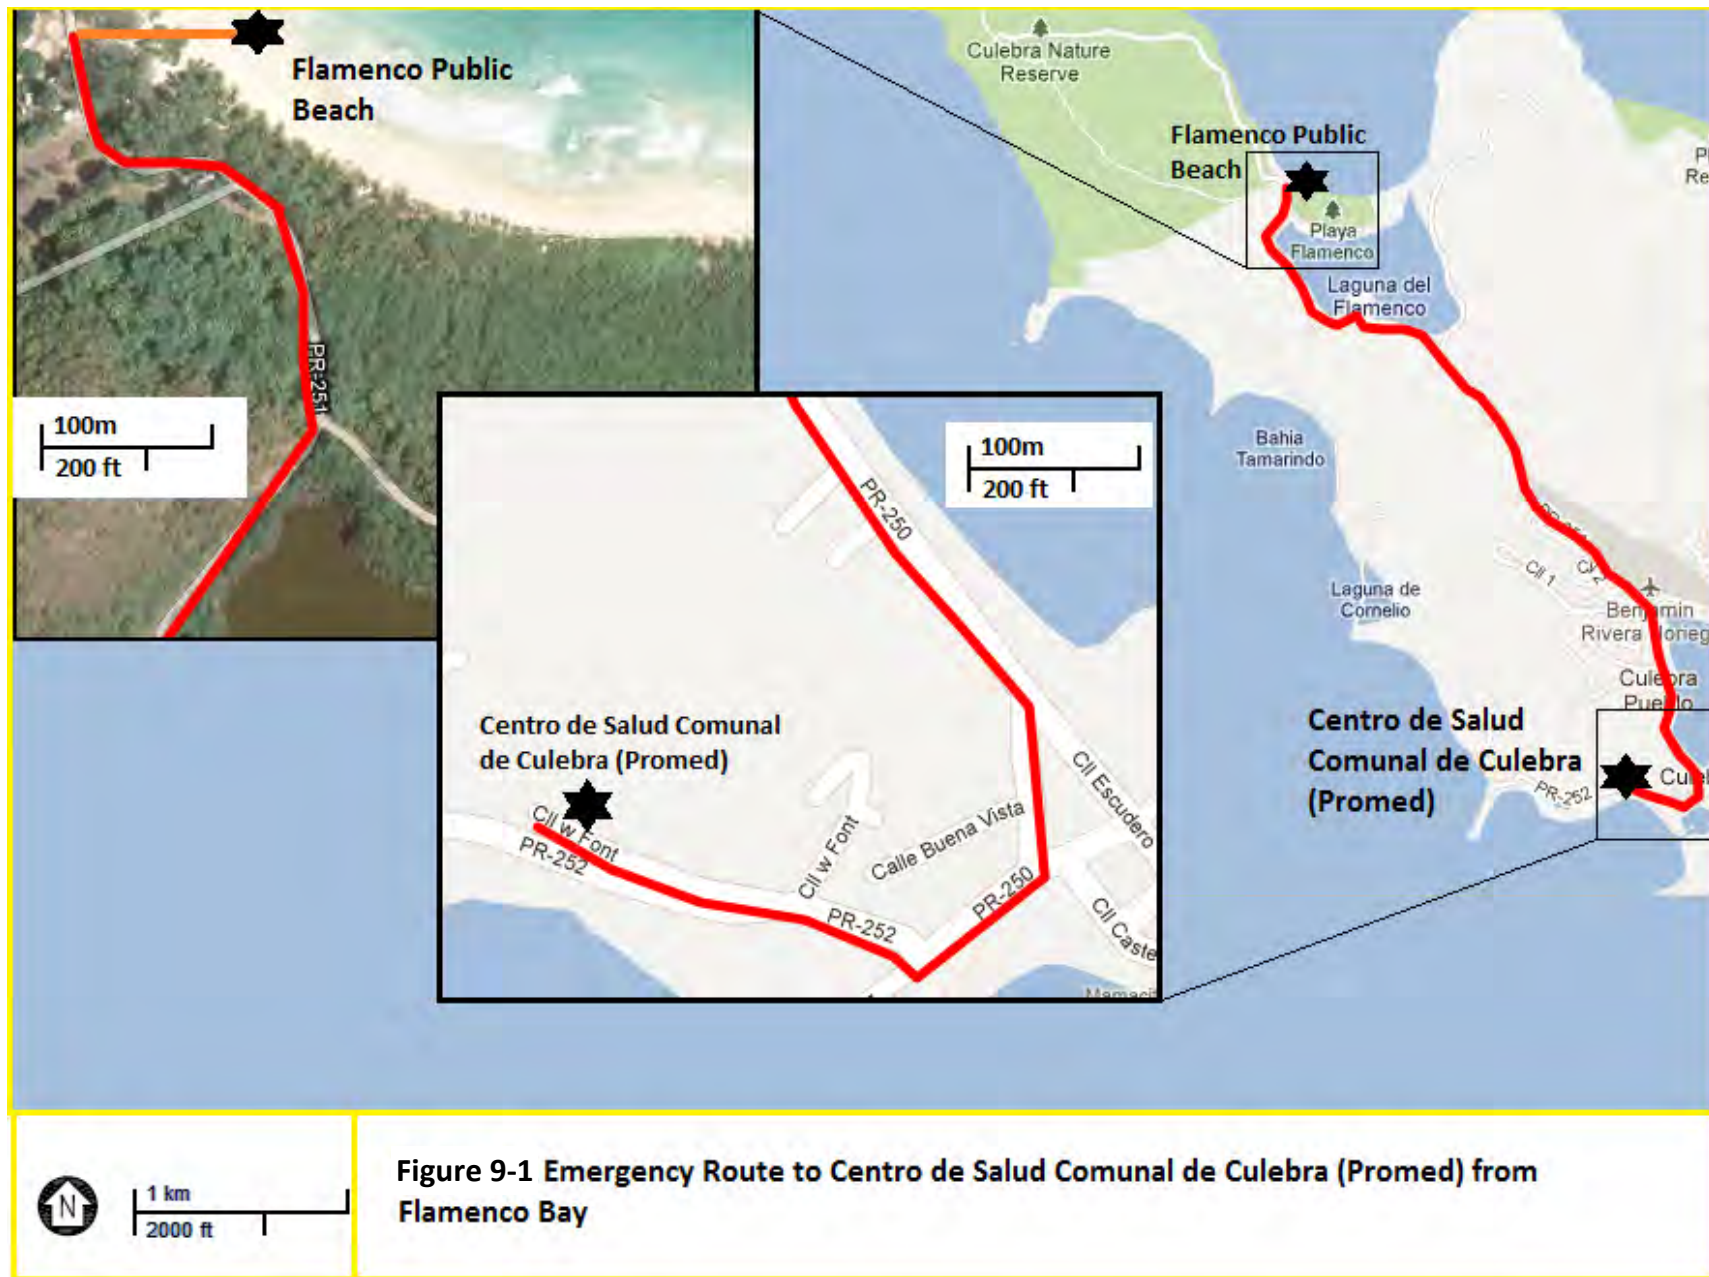 Flamenco Public
Beach
PR-251
100m
200 ft
Culebra Nature
Reserve
Flamenco Public
Beach
Playa
Flamenco
Laguna del
Flamenco
Bahia
Tamarindo
Cll 1
Laguna de
Cornelio
Culebra
Pueblo
Centro de Salud
Comunal de Culebra
(Promed)
PR-252
100m
200 ft
PR-250
Centro de Salud Comunal
de Culebra (Promed)
Cll w Font
PR-252
Cll w Font
Calle Buena Vista
Cll Escudero
PR-250
PR-252
Cll Caste
N
1 km
2000 ft
Figure 9-1 Emergency Route to Centro de Salud Comunal de Culebra (Promed) from
Flamenco Bay